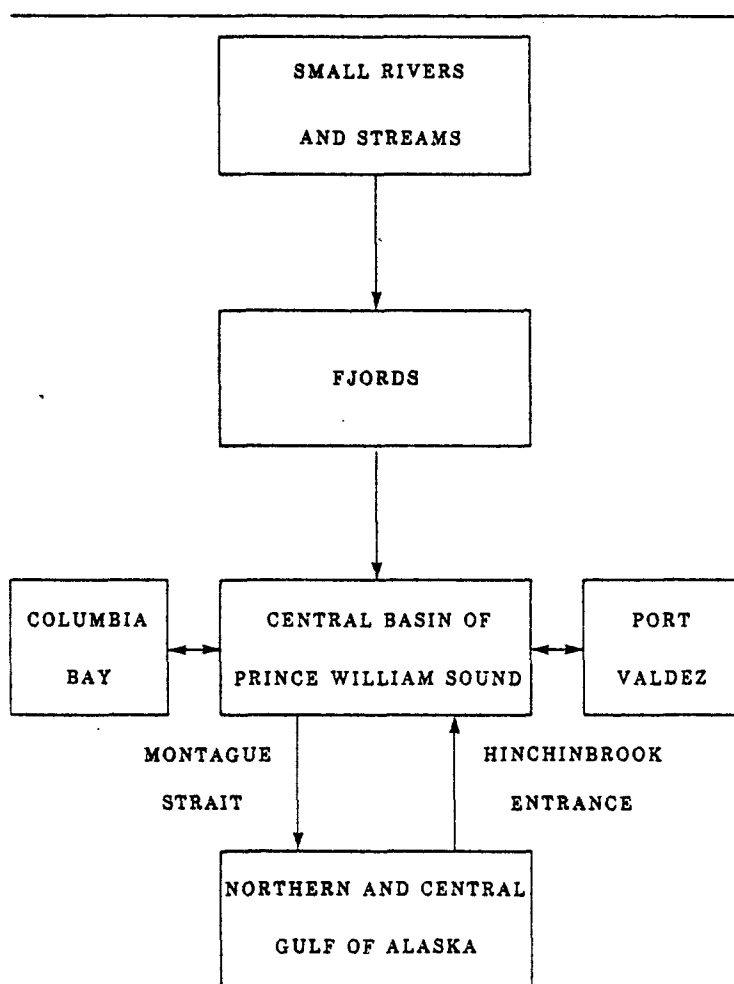 SMALL RIVERS
AND STREAMS
FJORDS
COLUMBIA
BAY
CENTRAL BASIN OF
PRINCE WILLIAM SOUND
PORT
VALDEZ
MONTAGUE
STRAIT
HINCHINBROOK
ENTRANCE
NORTHERN AND CENTRAL
GULF OF ALASKA